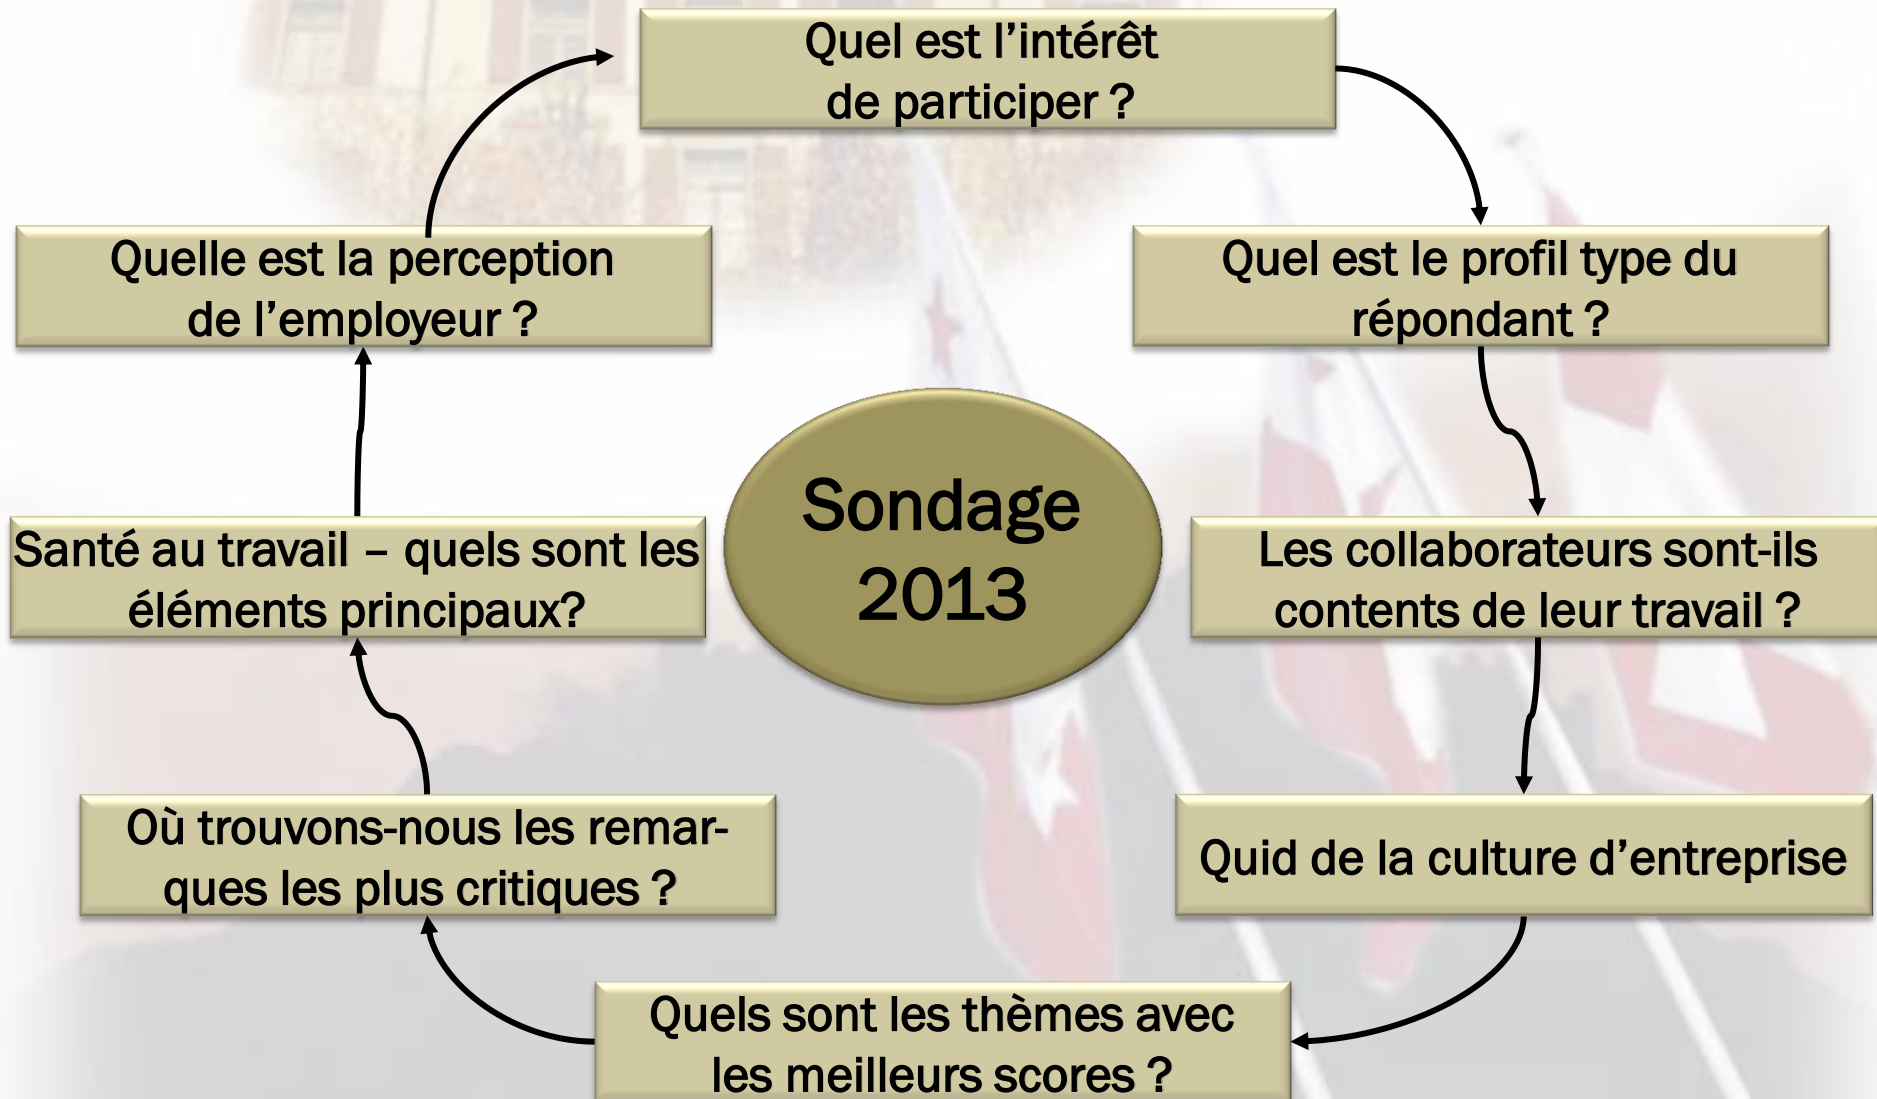 Quel est l’intérêt
de participer ?
Quel est le profil type du
répondant ?
Les collaborateurs sont-ils
contents de leur travail ?
Quid de la culture d’entreprise
Quels sont les thèmes avec
les meilleurs scores ?
Où trouvons-nous les remar-
ques les plus critiques ?
Santé au travail – quels sont les
éléments principaux?
Quelle est la perception
de l’employeur ?
Sondage
2013